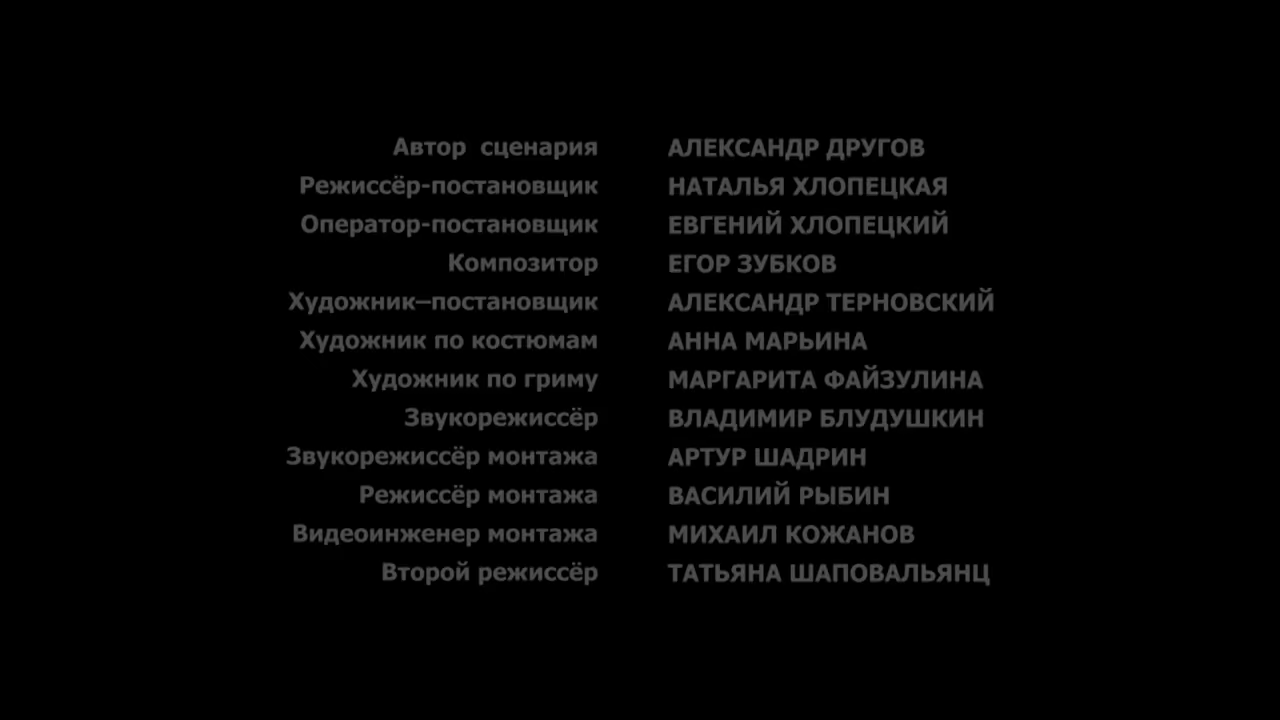 Автор сценария АЛЕКСАНДР ДРУГОВ
Режиссёр-постановщик НАТАЛЬЯ ХЛОПЕЦКАЯ
Оператор-постановщик ЕВГЕНИЙ ХЛОПЕЦКИЙ
Композитор ЕГОР ЗУБКОВ
Художник–постановщик АЛЕКСАНДР ТЕРНОВСКИЙ
Художник по костюмам АННА МАРЬИНА
Художник по гриму МАРГАРИТА ФАЙЗУЛИНА
Звукорежиссёр ВЛАДИМИР БЛУДУШКИН
Звукорежиссёр монтажа АРТУР ШАДРИН
Режиссёр монтажа ВАСИЛИЙ РЫБИН
Видеоинженер монтажа МИХАИЛ КОЖАНОВ
Второй режиссёр ТАТЬЯНА ШАПОВАЛЬЯНЦ